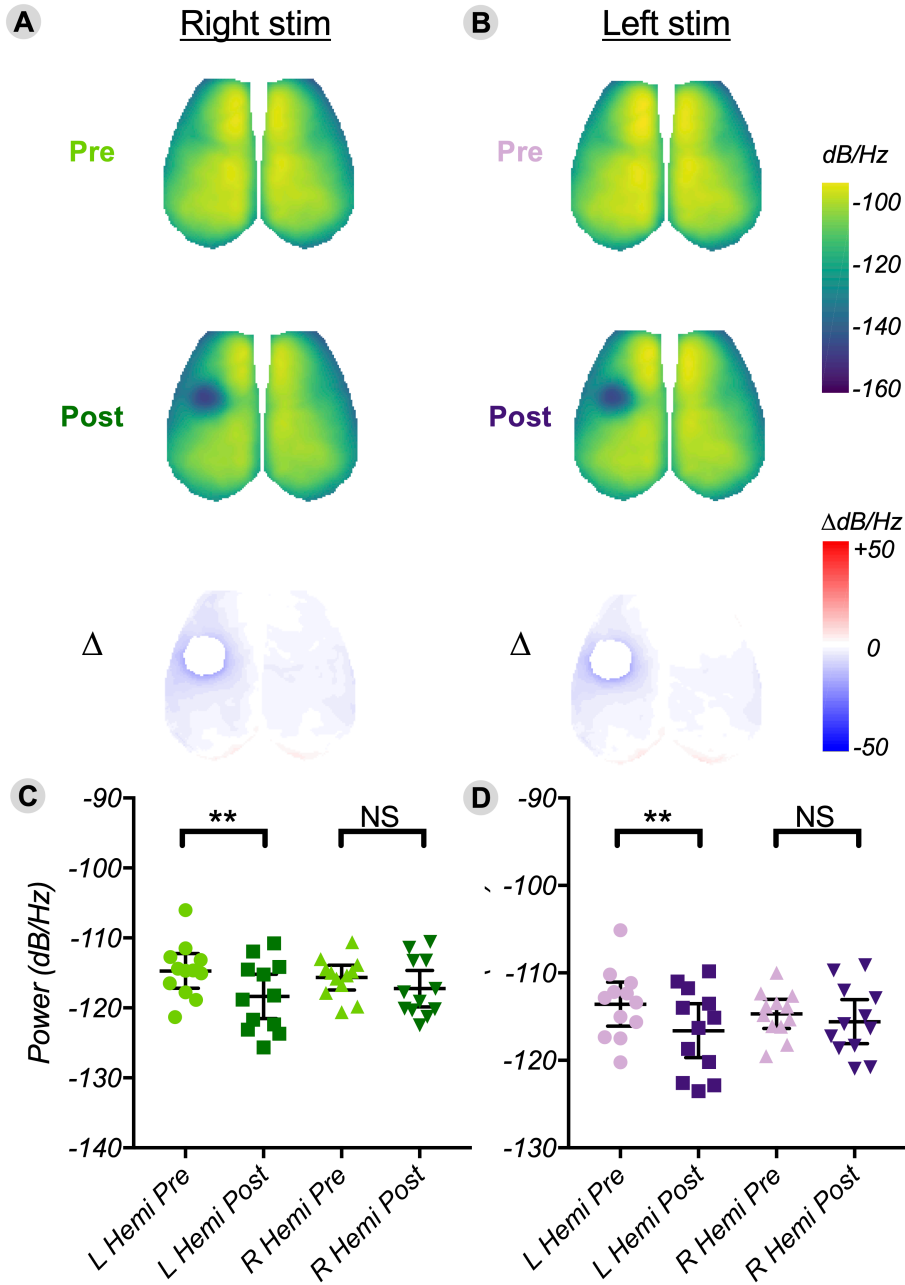 A
Right stim
B
Left stim
Pre
Pre
dB/Hz
-100
-120
-140
-160
Post
Post
ΔdB/Hz
+50
0
-50
Δ
Δ
C
-90
-100
-110
-120
-130
-140
Power (dB/Hz)
**
NS
L Hemi Pre
L Hemi Post
R Hemi Pre
R Hemi Post
D
-90
-100
-110
-120
-130
**
NS
L Hemi Pre
L Hemi Post
R Hemi Pre
R Hemi Post